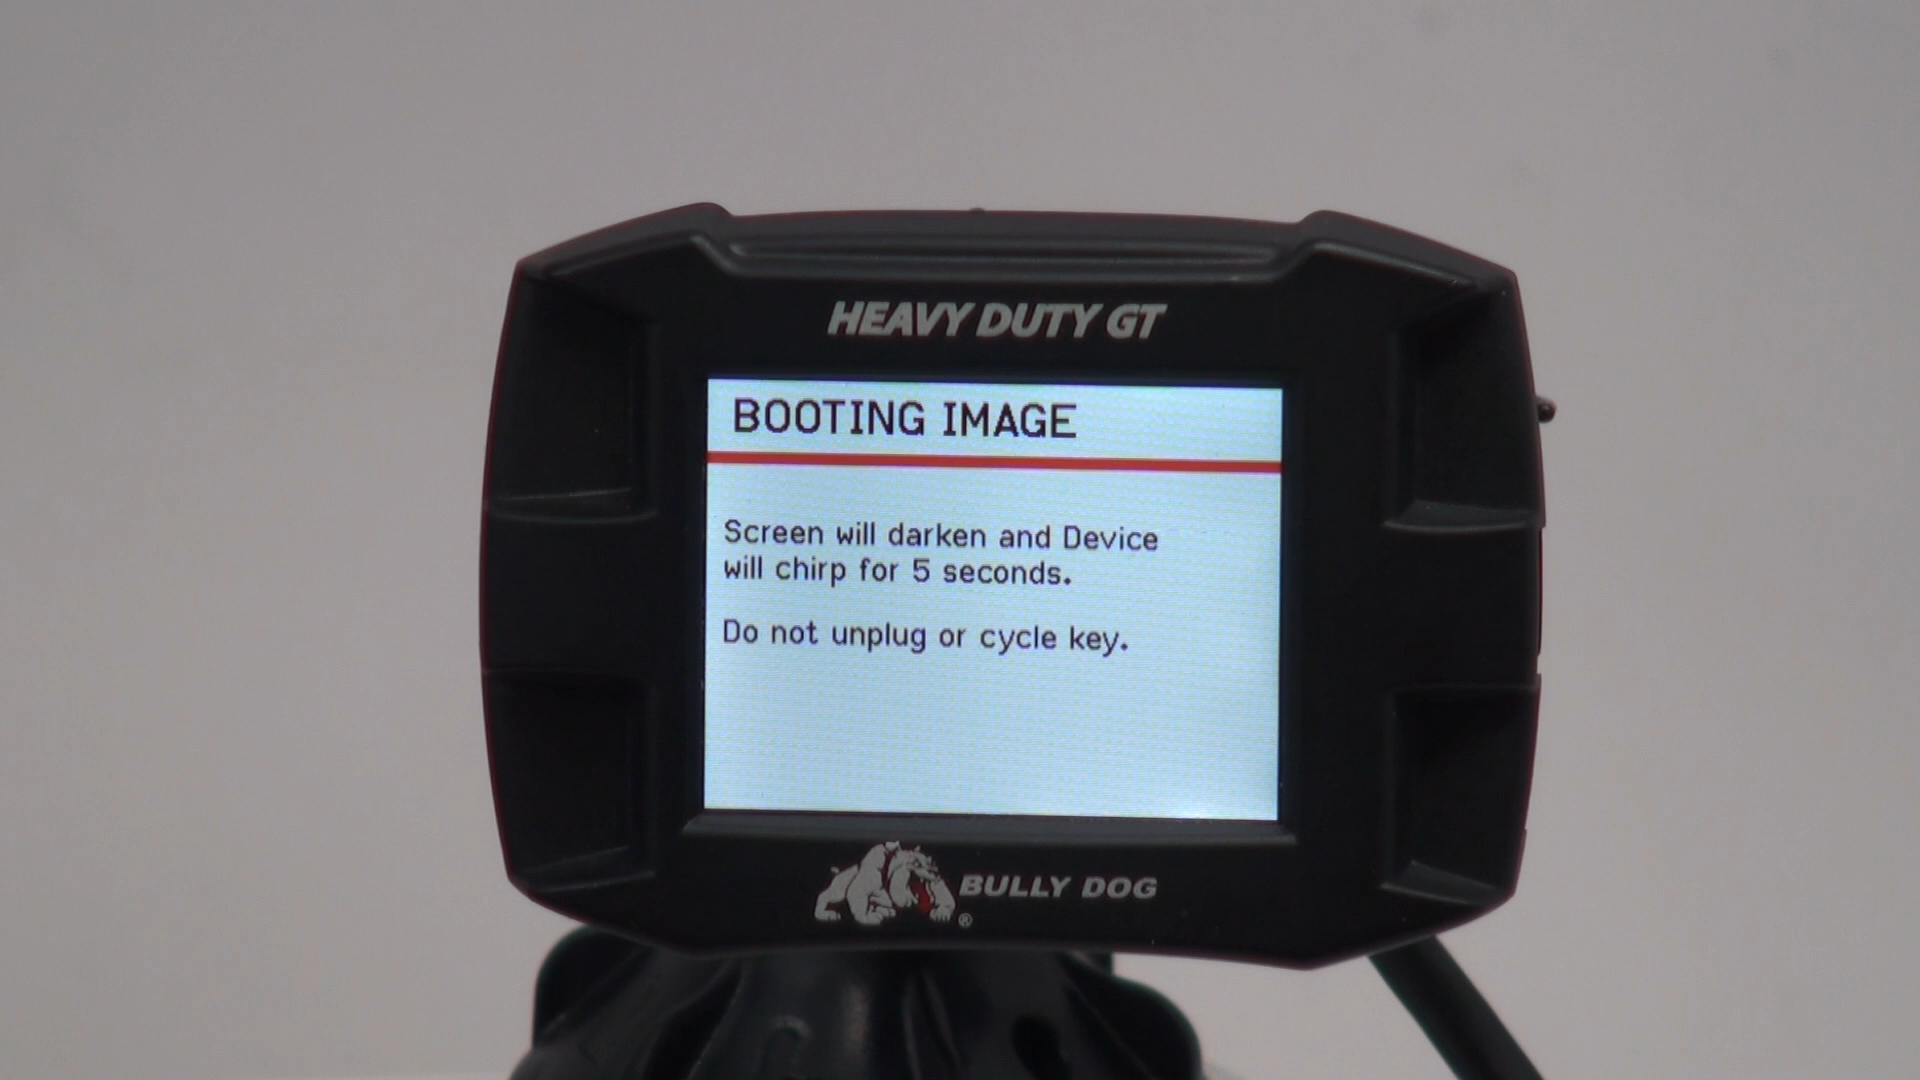 HEAVY DUTY GT
BOOTING IMAGE
Screen will darken and Device
will chirp for 5 seconds.
Do not unplug or cycle key.
BULLY DOG
®